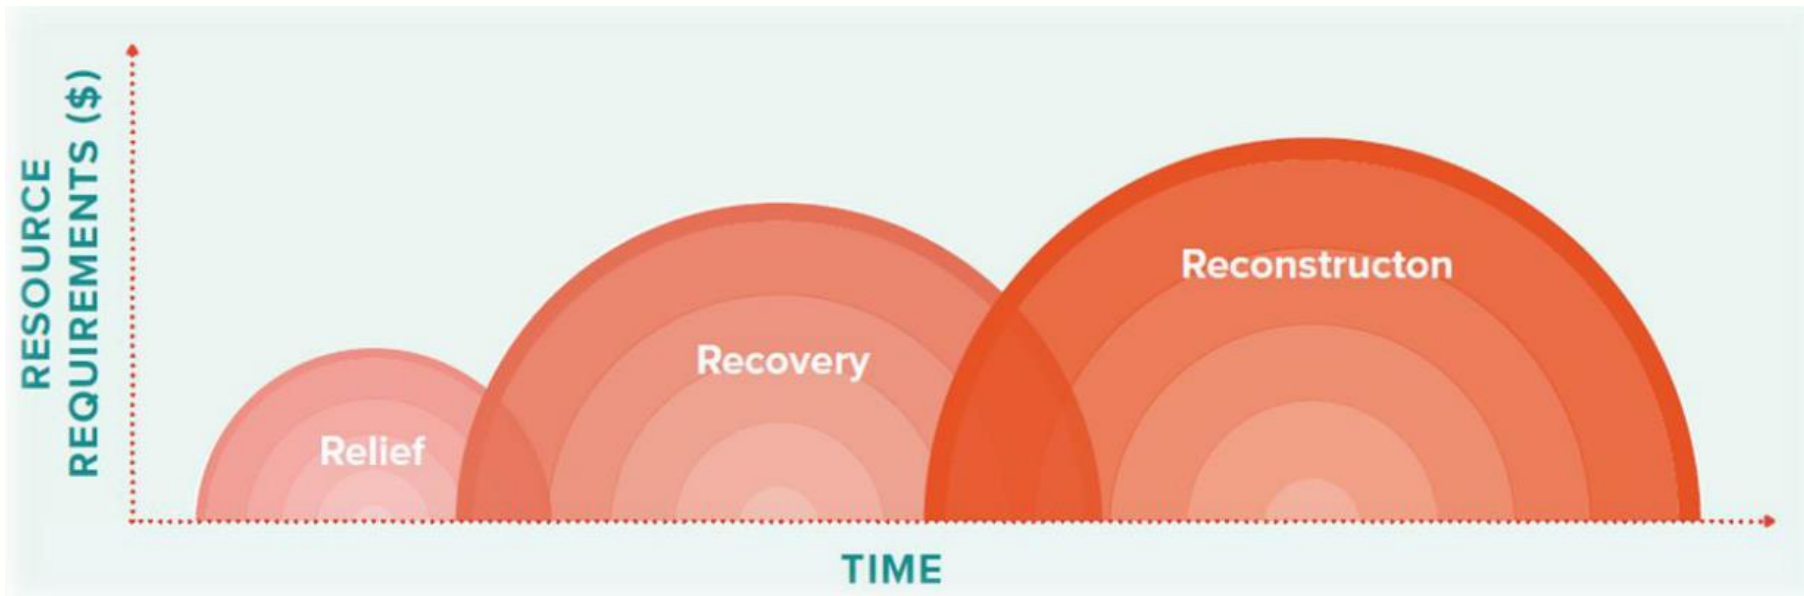 RESOURCE
REQUIREMENTS ($)
Relief
Recovery
Reconstructon
TIME